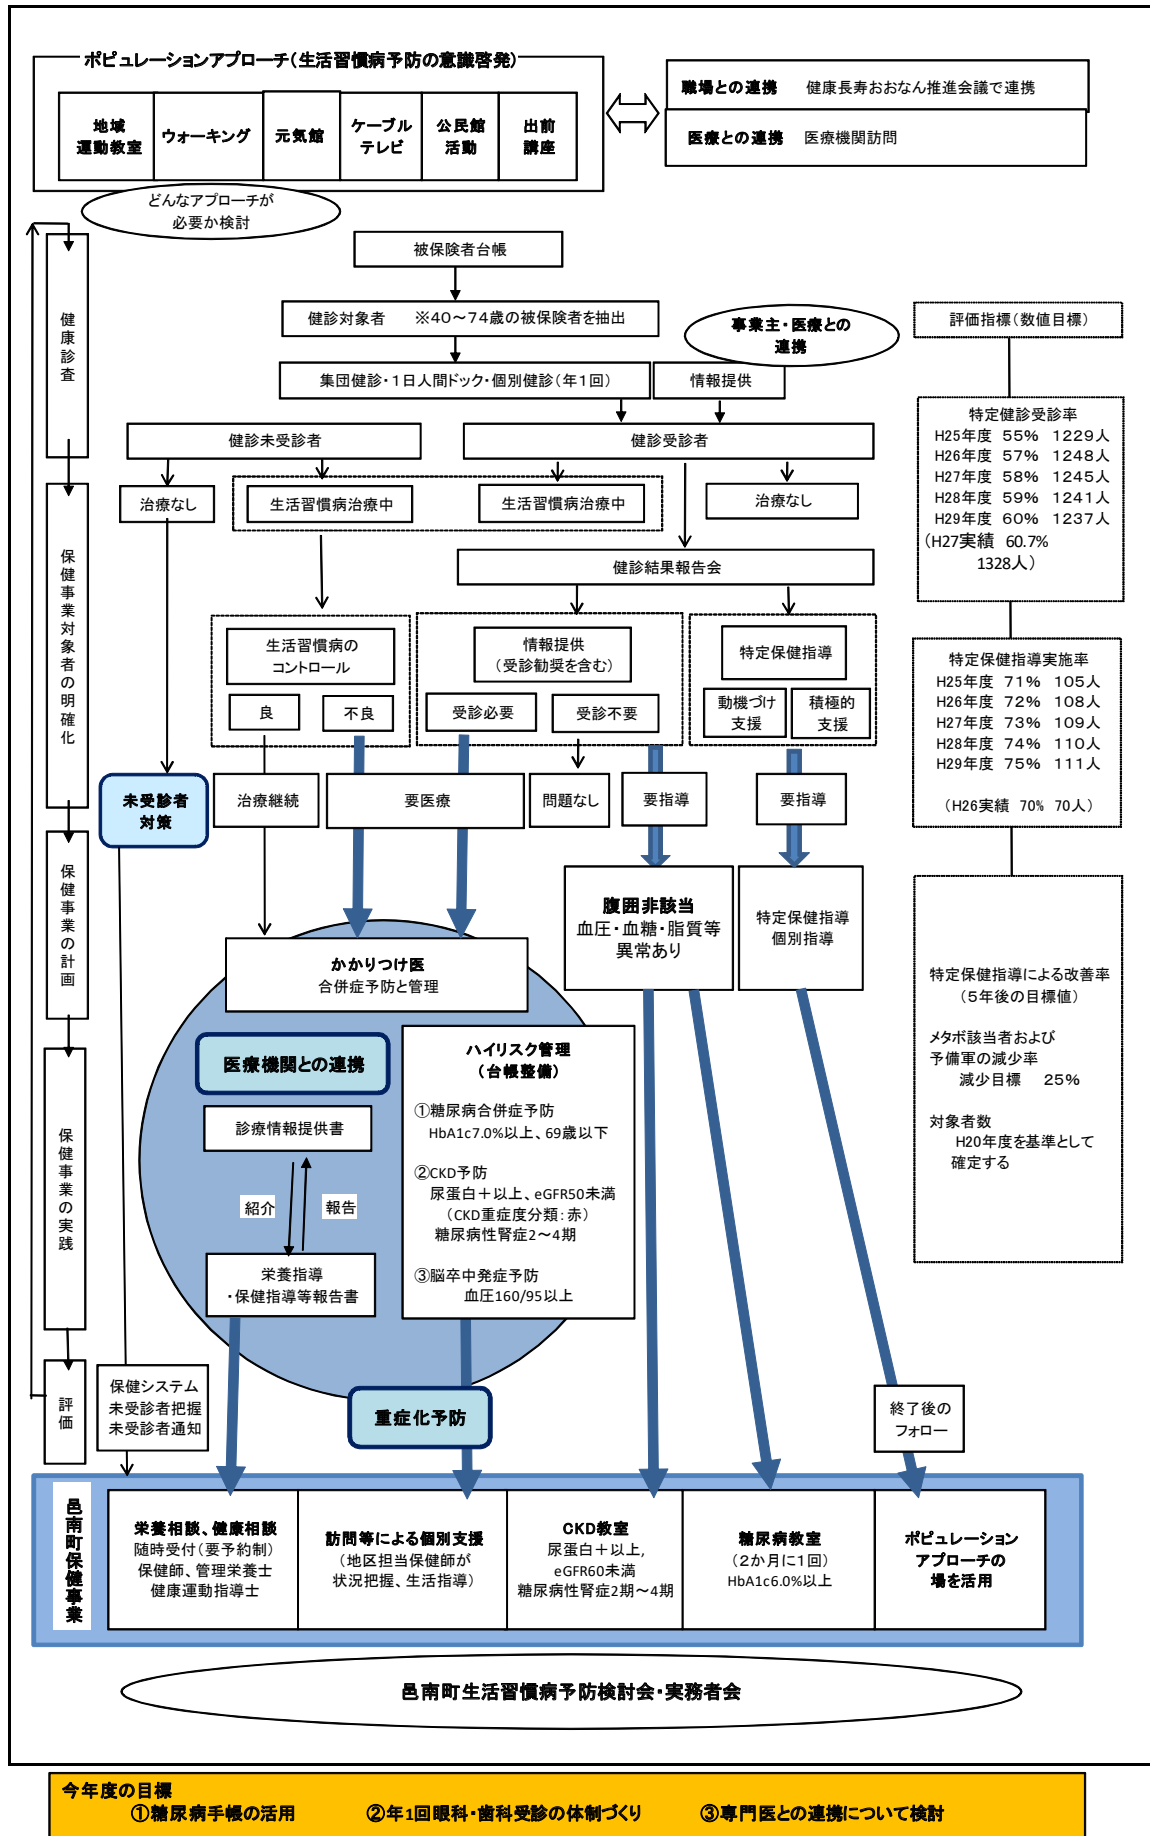 ポピュレーションアプローチ(生活習慣病予防の意識啓発)
地域
運動教室
ウォーキング
元気館
ケーブル
テレビ
公民館
活動
出前
講座
職場との連携　健康長寿おおなん推進会議で連携
医療との連携　医療機関訪問
どんなアプローチが
必要か検討
被保険者台帳
健診対象者　※40～74歳の被保険者を抽出
事業主・医療との
連携
集団健診・1日人間ドック・個別健診(年1回)
情報提供
健診未受診者
健診受診者
治療なし
生活習慣病治療中
生活習慣病治療中
治療なし
健診結果報告会
生活習慣病の
コントロール
良
不良
情報提供
(受診勧奨を含む)
受診必要
受診不要
特定保健指導
動機づけ
支援
積極的
支援
未受診者
対策
治療継続
要医療
問題なし
要指導
要指導
腹囲非該当
血圧・血糖・脂質等
異常あり
特定保健指導
個別指導
かかりつけ医
合併症予防と管理
医療機関との連携
診療情報提供書
紹介
報告
栄養指導
・保健指導等報告書
ハイリスク管理
(台帳整備)
①糖尿病合併症予防
HbA1c7.0%以上、69歳以下
②CKD予防
尿蛋白＋以上、eGFR50未満
(CKD重症度分類：赤)
糖尿病性腎症2～4期
③脳卒中発症予防
血圧160/95以上
重症化予防
保健システム
未受診者把握
未受診者通知
終了後の
フォロー
健康診査
保健事業対象者の明確化
保健事業の計画
保健事業の実践
評価
評価指標(数値目標)
特定健診受診率
H25年度 55% 1229人
H26年度 57% 1248人
H27年度 58% 1245人
H28年度 59% 1241人
H29年度 60% 1237人
(H27実績 60.7%
1328人)
特定保健指導実施率
H25年度 71% 105人
H26年度 72% 108人
H27年度 73% 109人
H28年度 74% 110人
H29年度 75% 111人
(H26実績 70% 70人)
特定保健指導による改善率
(5年後の目標値)
メタボ該当者および
予備軍の減少率
減少目標 25%
対象者数
H20年度を基準として
確定する
邑南町保健事業
栄養相談、健康相談
随時受付(要予約制)
保健師、管理栄養士
健康運動指導士
訪問等による個別支援
(地区担当保健師が
状況把握、生活指導)
CKD教室
尿蛋白＋以上,
eGFR60未満
糖尿病性腎症2期～4期
糖尿病教室
(2か月に1回)
HbA1c6.0%以上
ポピュレーション
アプローチの
場を活用
邑南町生活習慣病予防検討会・実務者会
今年度の目標
①糖尿病手帳の活用　②年1回眼科・歯科受診の体制づくり　③専門医との連携について検討